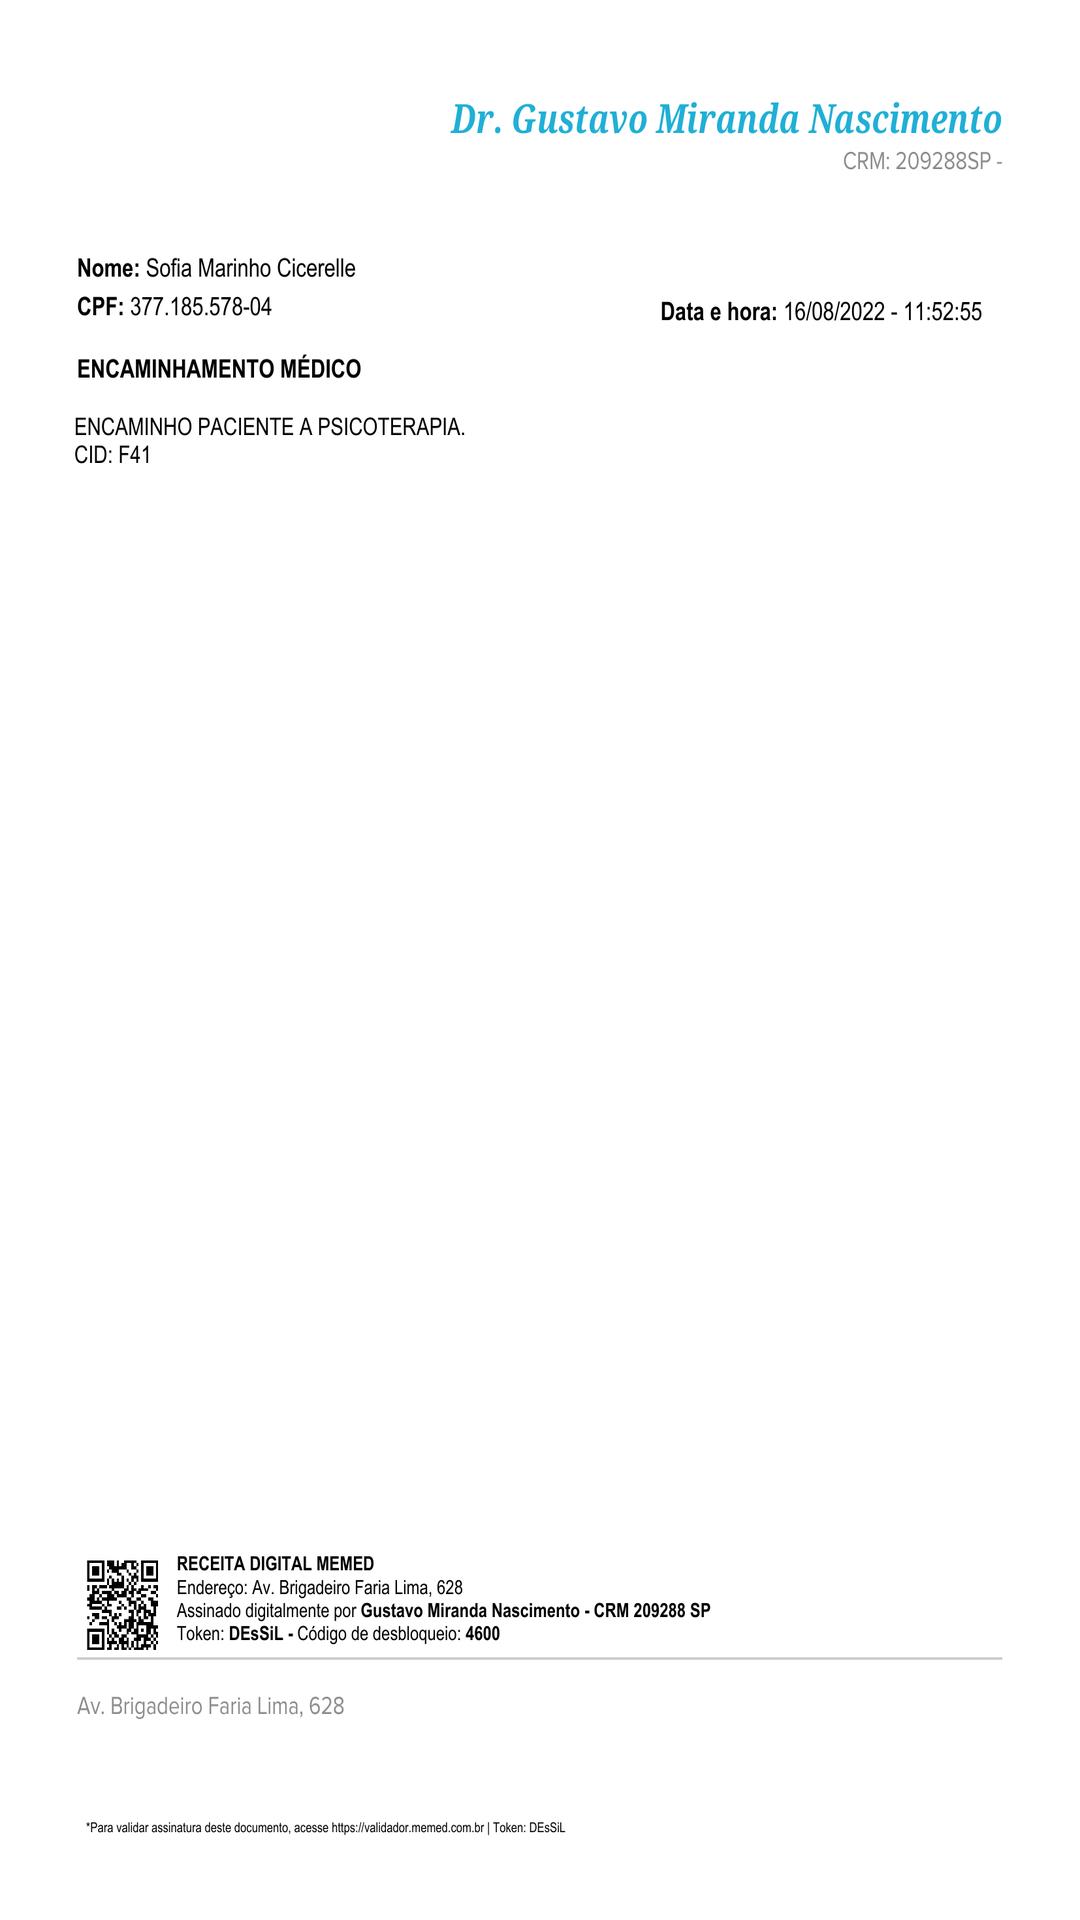 Dr. Gustavo Miranda Nascimento
CRM: 209288SP -
Nome: Sofia Marinho Cicerelle
CPF: 377.185.578-04
Data e hora: 16/08/2022 - 11:52:55
ENCAMINHAMENTO MÉDICO
ENCAMINHO PACIENTE A PSICOTERAPIA.
CID: F41
RECEITA DIGITAL MEMED
Endereço: Av. Brigadeiro Faria Lima, 628
Assinado digitalmente por Gustavo Miranda Nascimento - CRM 209288 SP
Token: DEsSiL - Código de desbloqueio: 4600
Av. Brigadeiro Faria Lima, 628
*Para validar assinatura deste documento, acesse https://validador.memed.com.br | Token: DEsSiL